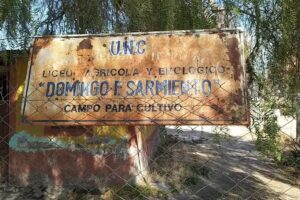 U.N.C
LICEO AGRICOLA Y ENOLOGICO
"DOMINGO F. SARMIENTO"
CAMPO PARA CULTIVO